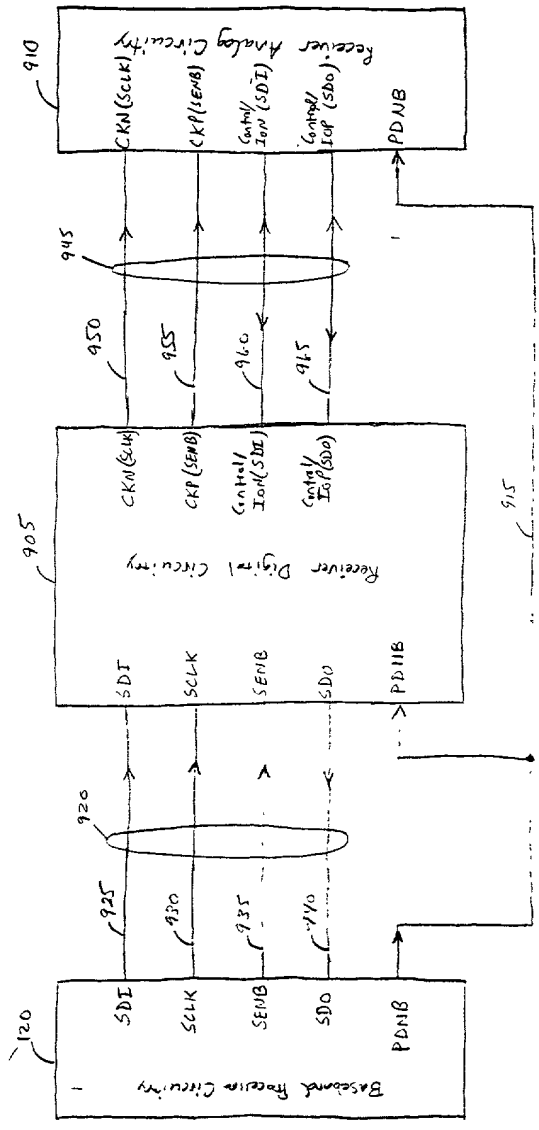 910
Receiver Analog Circuitry
CKN(SCLK)
CKP(SENB)
Control/
ION(SDI)
Control/
IOP(SDO)
PDNB
945
950
955
960
965
905
CKN(SCLK)
CKP(SENB)
Control/
ION(SDI)
Control/
IOP(SDO)
Receiver Digital Circuitry
915
SDI
SCLK
SENB
SDO
PDNB
920
925
930
935
940
120
SDI
SCLK
SENB
SDO
PDNB
Baseband Processor Circuitry